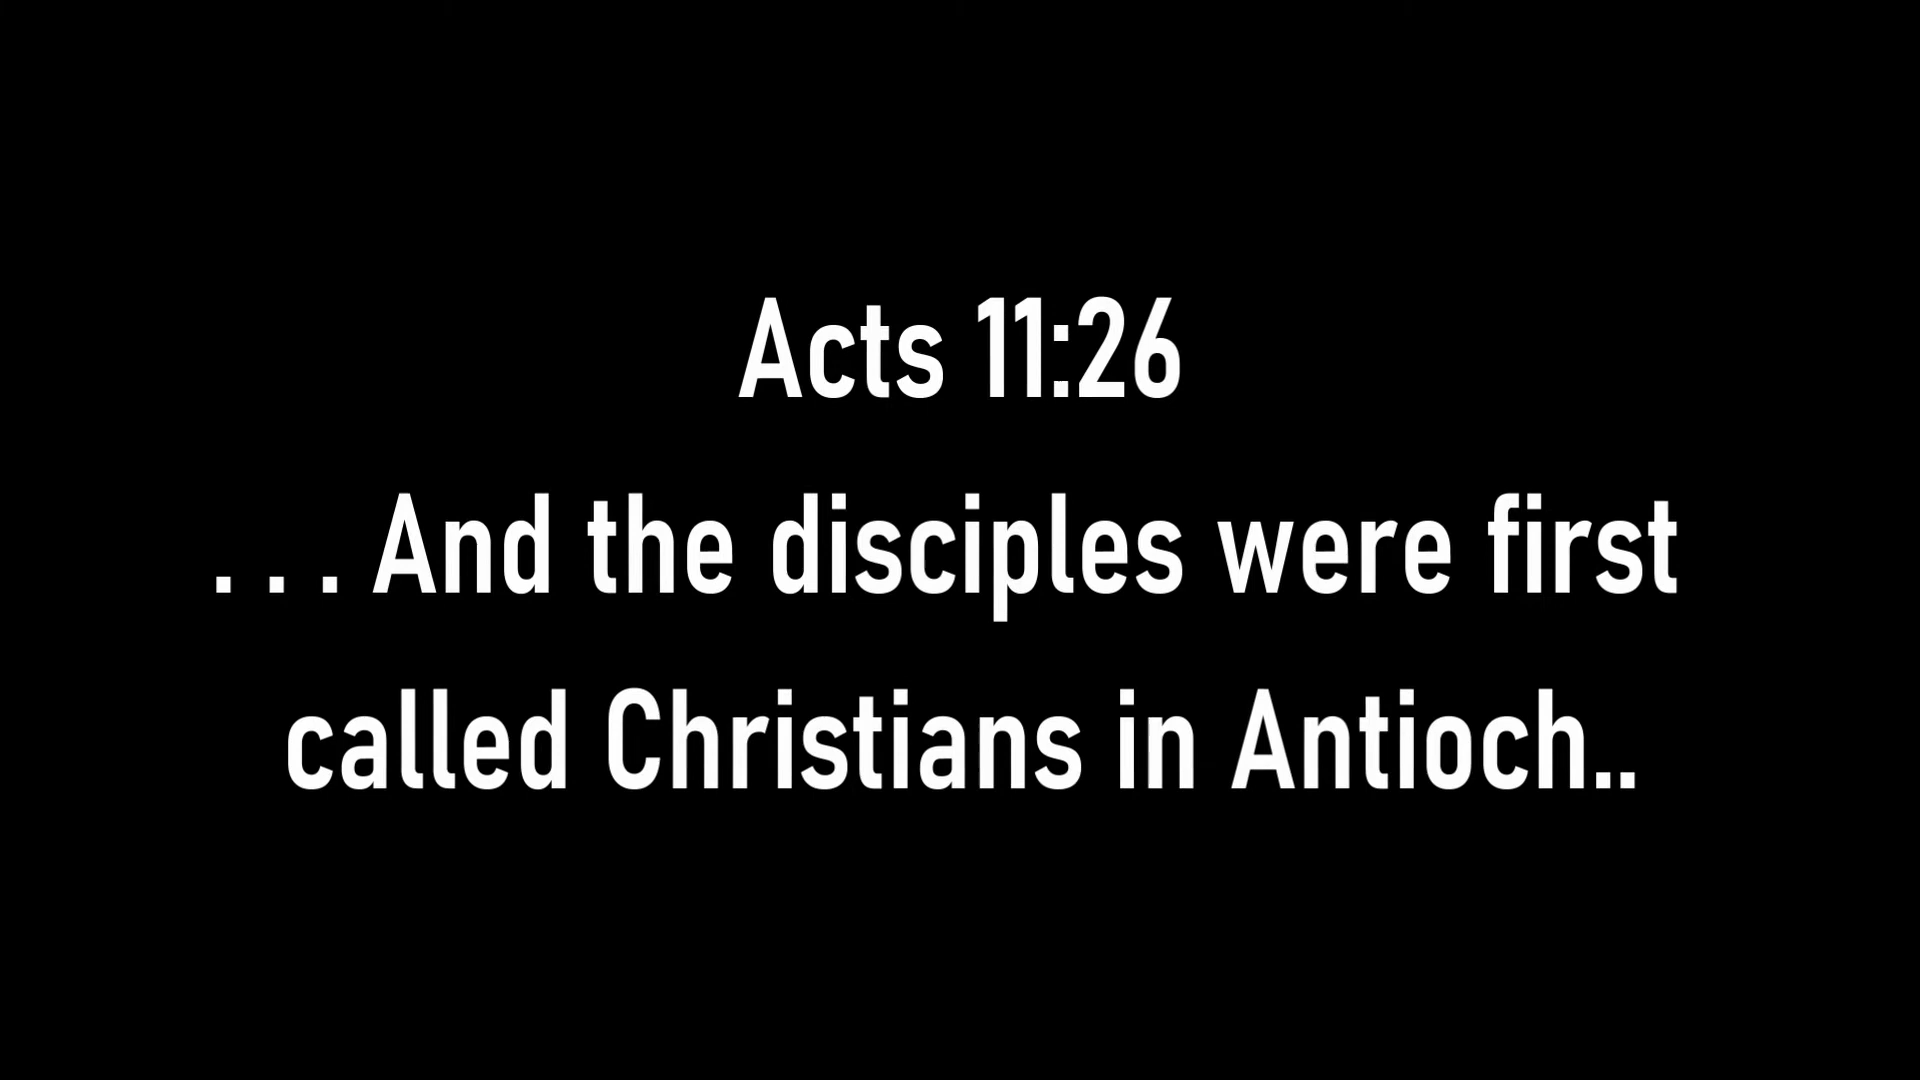 Acts 11:26
. . . And the disciples were first
called Christians in Antioch..